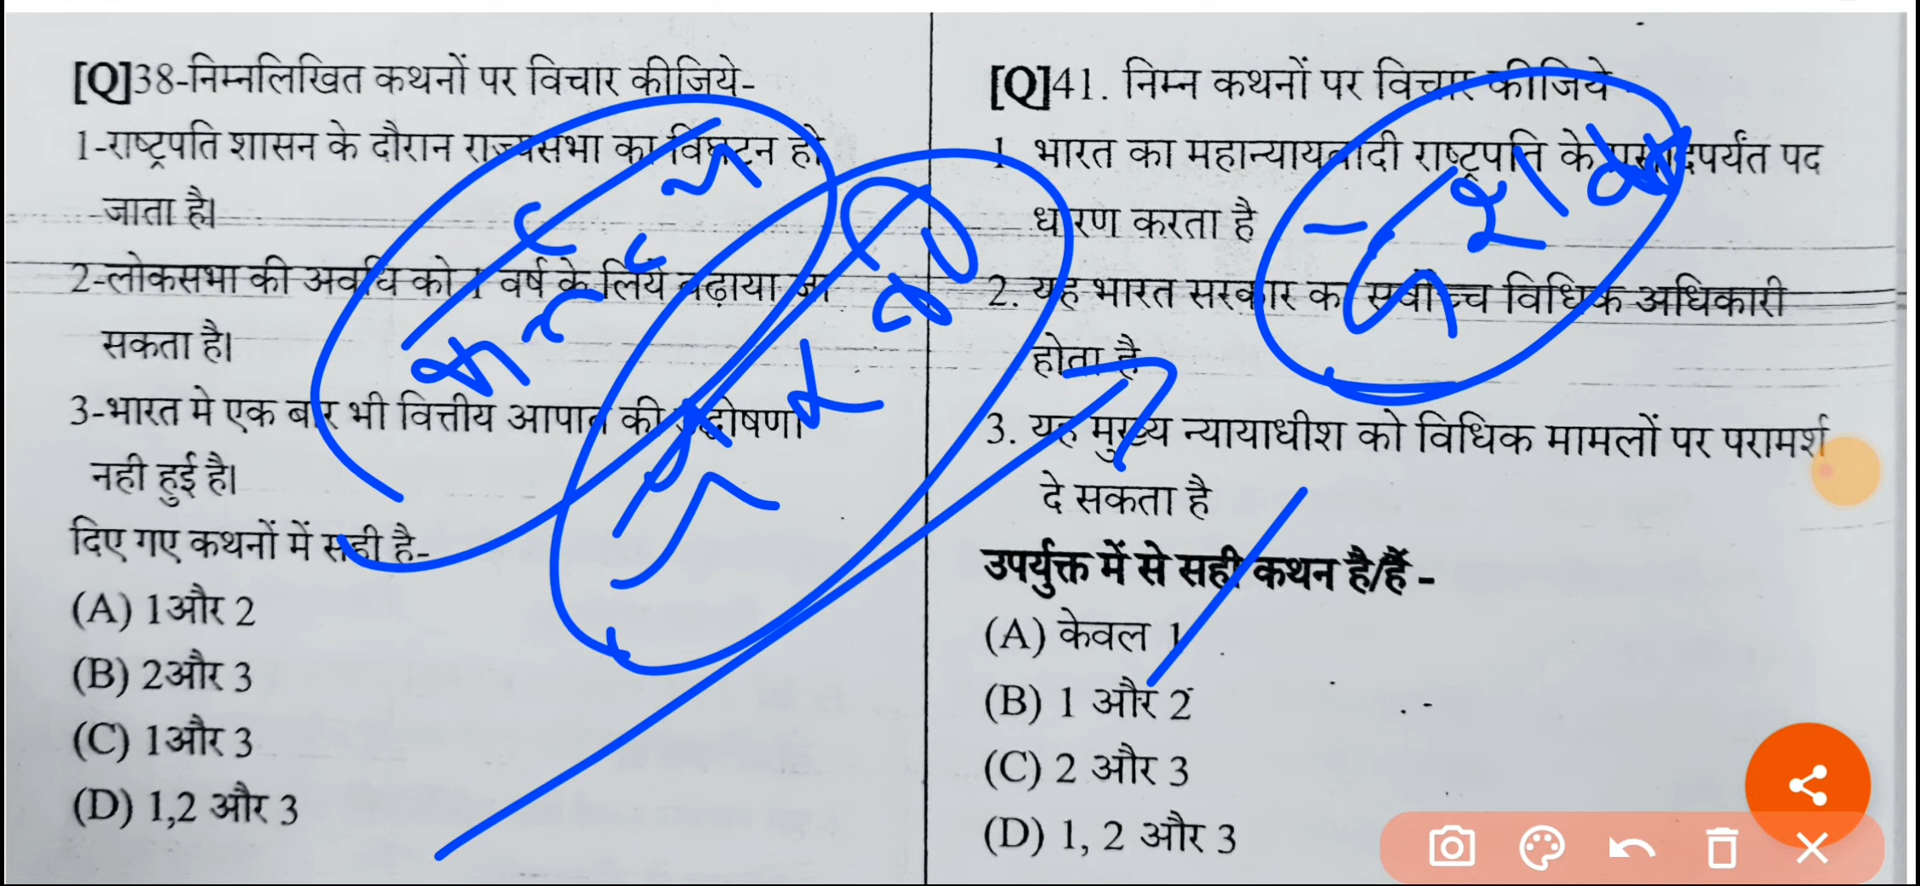 [Q]38-निम्नलिखित कथनों पर विचार कीजिये-
1-राष्ट्रपति शासन के दौरान राज्यसभा का विघटन हो
जाता है।
2-लोकसभा की अवधि को 1 वर्ष के लिये बढ़ाया जा
सकता है।
3-भारत मे एक बार भी वित्तीय आपात की उद्घोषणा
नही हुई है।
दिए गए कथनों में सही है-
(A) 1और 2
(B) 2और 3
(C) 1और 3
(D) 1,2 और 3
[Q]41. निम्न कथनों पर विचार कीजिये
1 भारत का महान्यायवादी राष्ट्रपति के प्रसादपर्यंत पद
धारण करता है
2. यह भारत सरकार का सर्वोच्च विधिक अधिकारी
होता है
3. यह मुख्य न्यायाधीश को विधिक मामलों पर परामर्श
दे सकता है
उपर्युक्त में से सही कथन है/हैं -
(A) केवल 1
(B) 1 और 2
(C) 2 और 3
(D) 1, 2 और 3